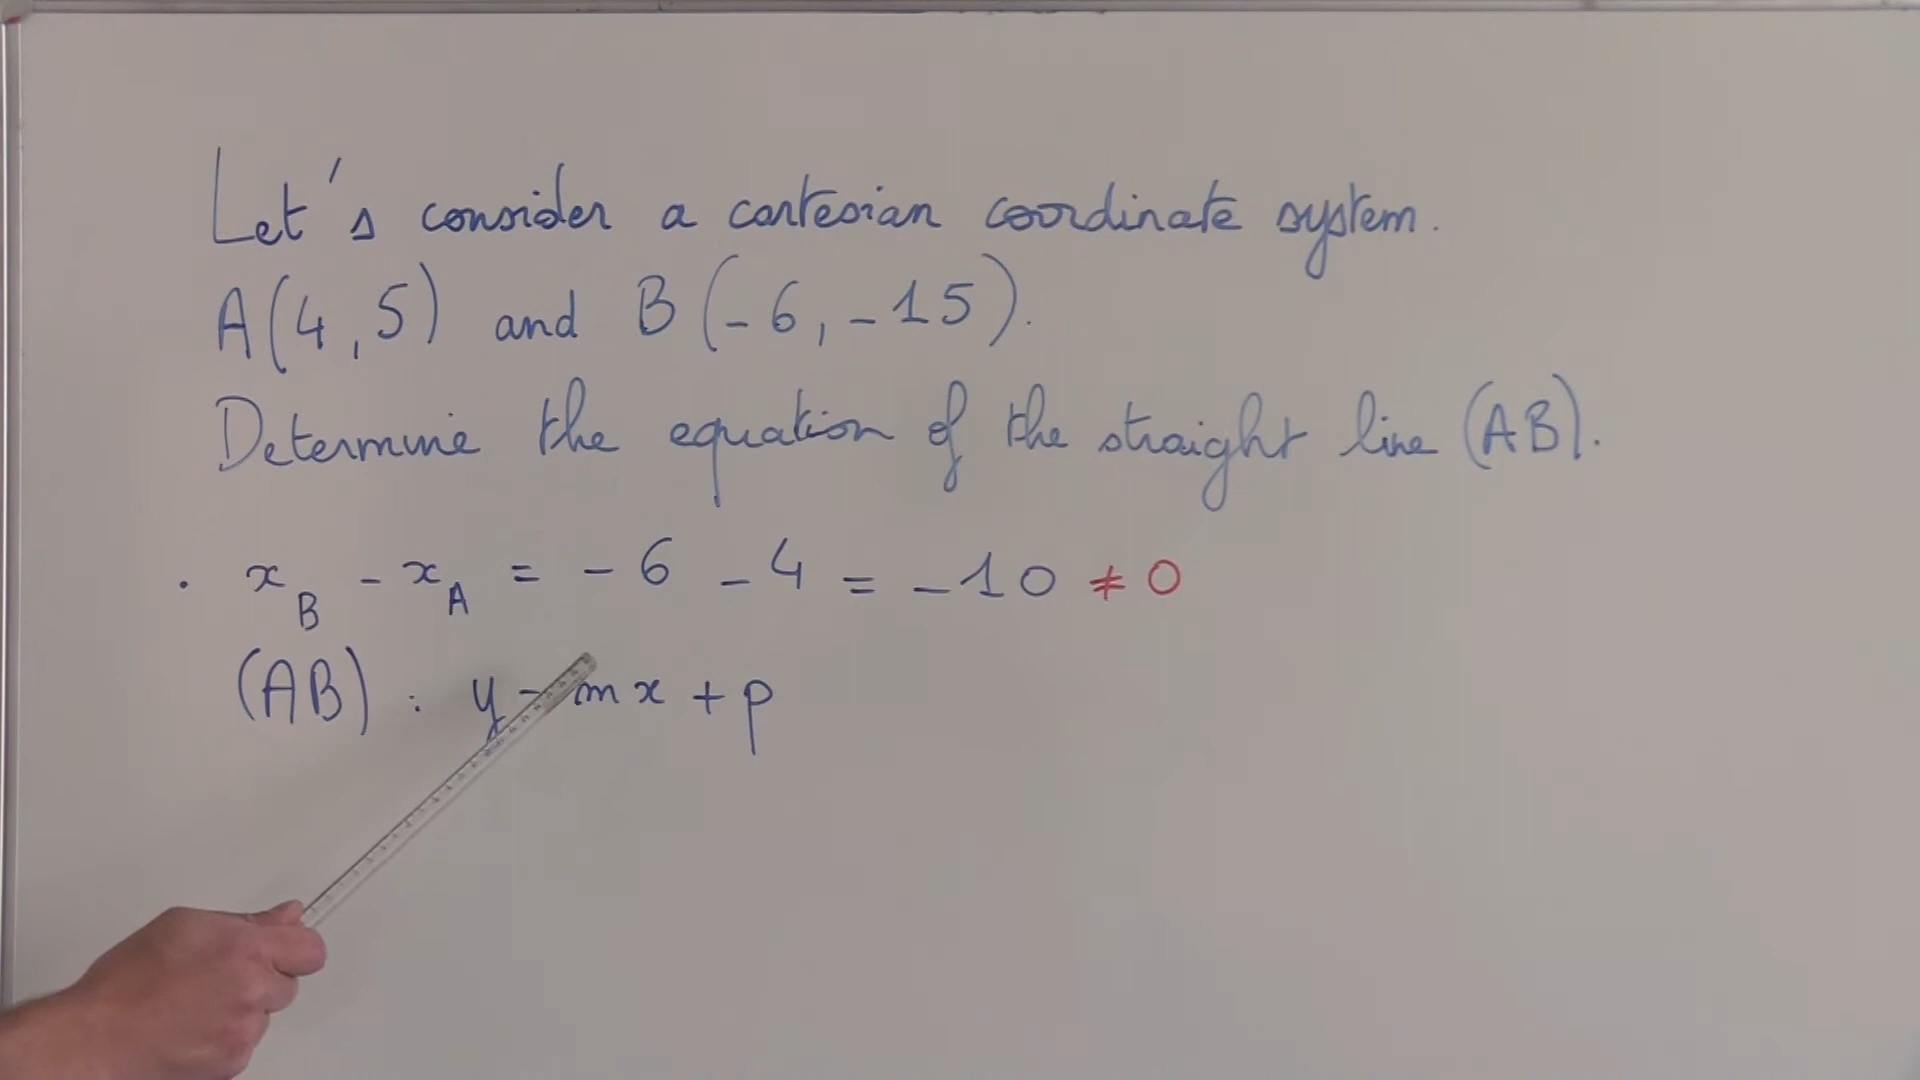 Let's consider a cartesian coordinate system.
A(4,5) and B(-6,-15).
Determine the equation of the straight line (AB).
. x_B - x_A = -6 -4 = -10 ≠ 0
(AB) : y = mx + p